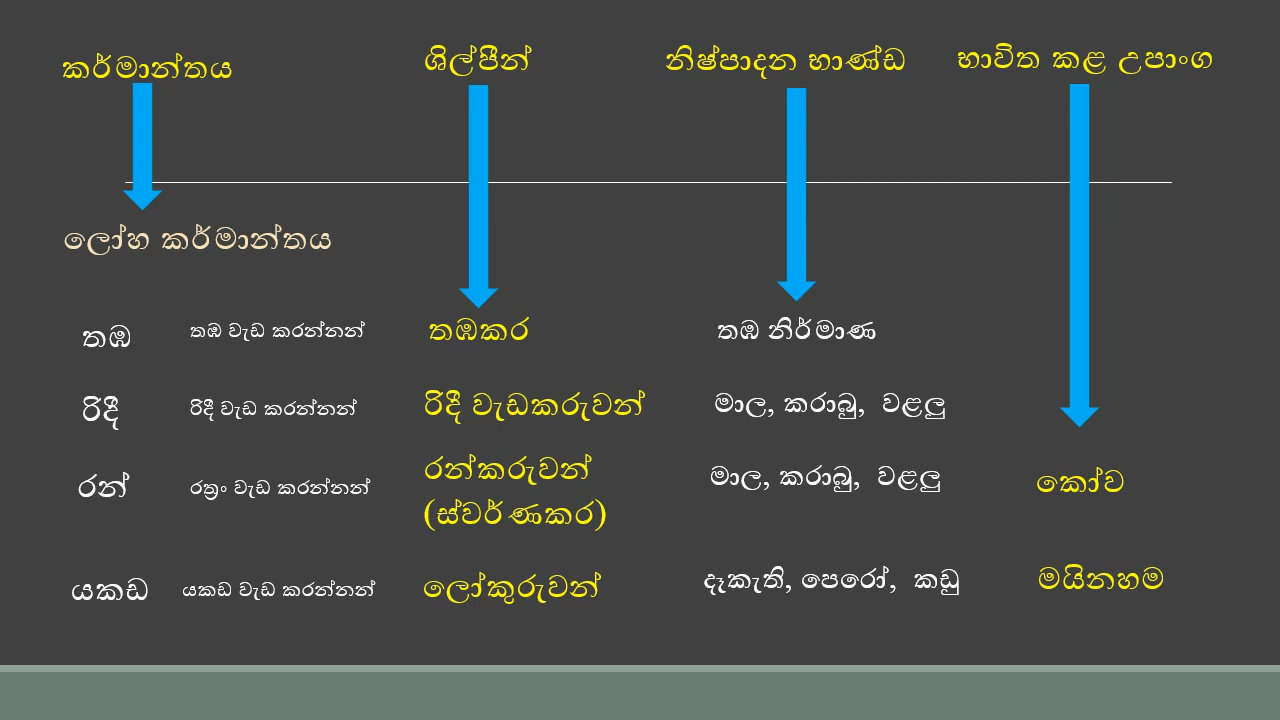 කර්මාන්තය ශිල්පීන් නිෂ්පාදන භාණ්ඩ භාවිත කළ උපාංග
ලෝහ කර්මාන්තය
තඹ තඹ වැඩ කරන්නන් තඹකර තඹ නිර්මාණ
රිදී රිදී වැඩ කරන්නන් රිදී වැඩකරුවන් මාල, කරාබු, වළලු
රන් රත්‍රං වැඩ කරන්නන් රන්කරුවන් මාල, කරාබු, වළලු කෝව
(ස්වර්ණකර)
යකඩ යකඩ වැඩ කරන්නන් ලෝකුරුවන් දෑකැති, පොරෝ, කඩු මයිනහම